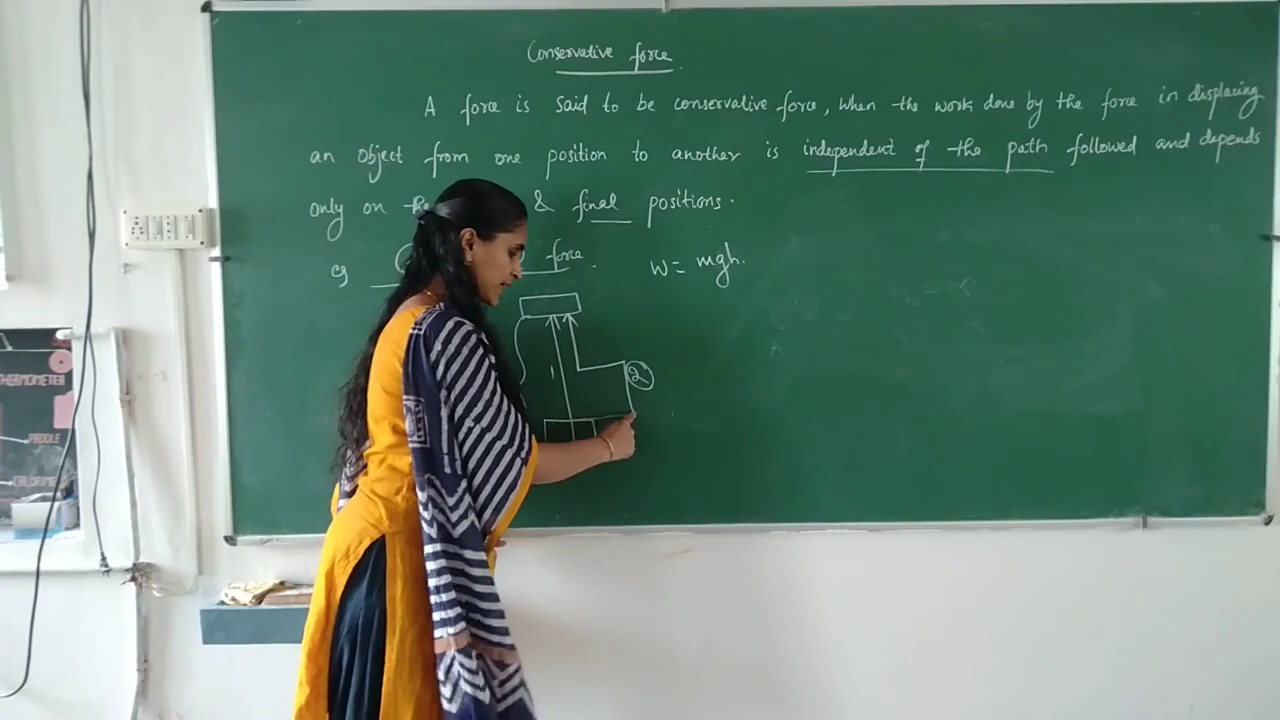 Conservative force.
A force is said to be conservative force, when the work done by the force in displacing
an object from one position to another is independent of the path followed and depends
only on the & final positions.
eg force. W = mgh.
1
2
THERMOMETER
PADDLE